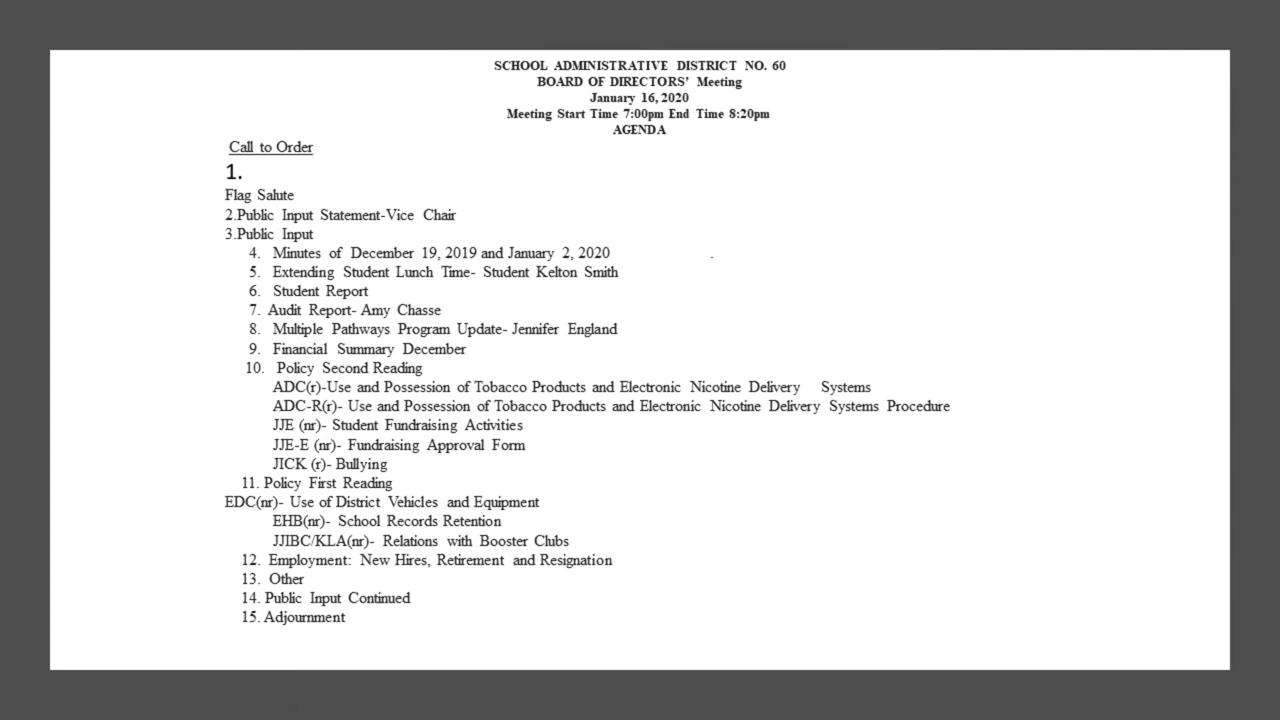 SCHOOL ADMINISTRATIVE DISTRICT NO. 60
BOARD OF DIRECTORS' Meeting
January 16, 2020
Meeting Start Time 7:00pm End Time 8:20pm
AGENDA
Call to Order
1.
Flag Salute
2.Public Input Statement-Vice Chair
3.Public Input
4. Minutes of December 19, 2019 and January 2, 2020 .
5. Extending Student Lunch Time- Student Kelton Smith
6. Student Report
7. Audit Report- Amy Chasse
8. Multiple Pathways Program Update- Jennifer England
9. Financial Summary December
10. Policy Second Reading
ADC(r)-Use and Possession of Tobacco Products and Electronic Nicotine Delivery Systems
ADC-R(r)- Use and Possession of Tobacco Products and Electronic Nicotine Delivery Systems Procedure
JJE (nr)- Student Fundraising Activities
JJE-E (nr)- Fundraising Approval Form
JICK (r)- Bullying
11. Policy First Reading
EDC(nr)- Use of District Vehicles and Equipment
EHB(nr)- School Records Retention
JJIBC/KLA(nr)- Relations with Booster Clubs
12. Employment: New Hires, Retirement and Resignation
13. Other
14. Public Input Continued
15. Adjournment